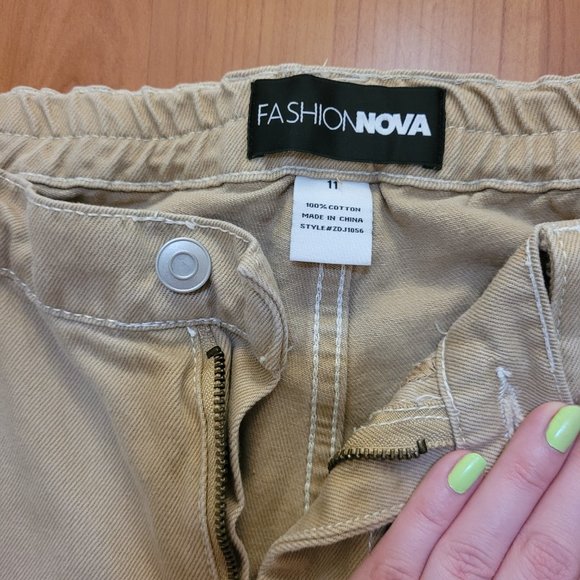 FASHIONNOVA
11
100% COTTON
MADE IN CHINA
STYLE#ZDJ1056